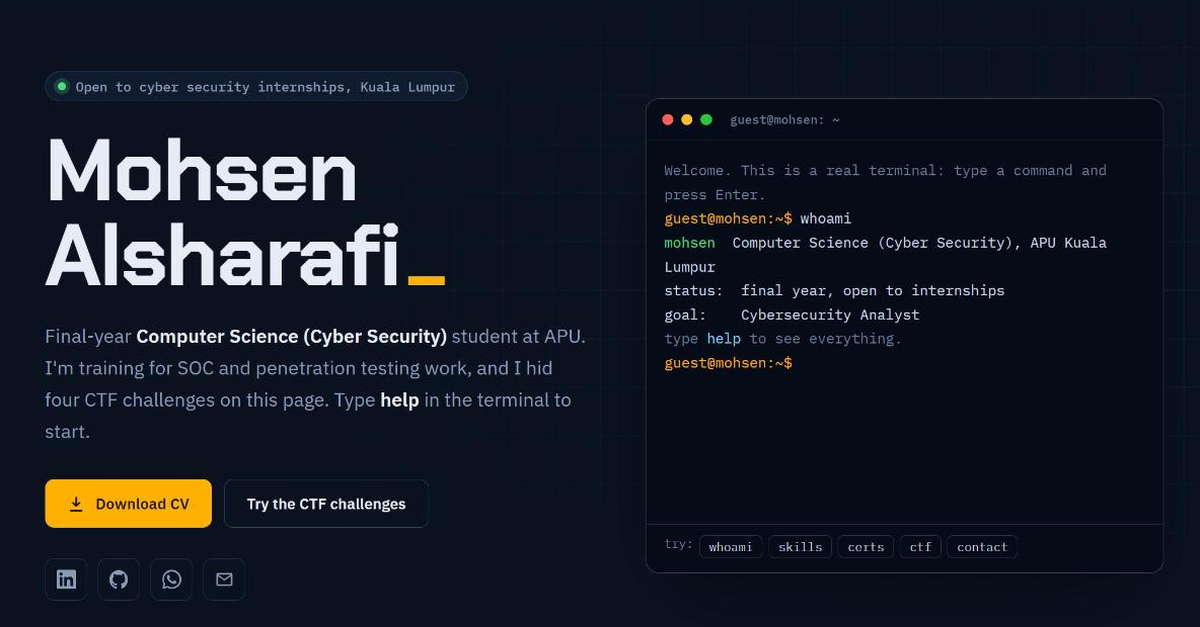 Open to cyber security internships, Kuala Lumpur
Mohsen
Alsharafi_
Final-year Computer Science (Cyber Security) student at APU.
I'm training for SOC and penetration testing work, and I hid
four CTF challenges on this page. Type help in the terminal to
start.
Download CV
Try the CTF challenges
guest@mohsen: ~
Welcome. This is a real terminal: type a command and
press Enter.
guest@mohsen:~$ whoami
mohsen  Computer Science (Cyber Security), APU Kuala
Lumpur
status:  final year, open to internships
goal:    Cybersecurity Analyst
type help to see everything.
guest@mohsen:~$
try: whoami skills certs ctf contact